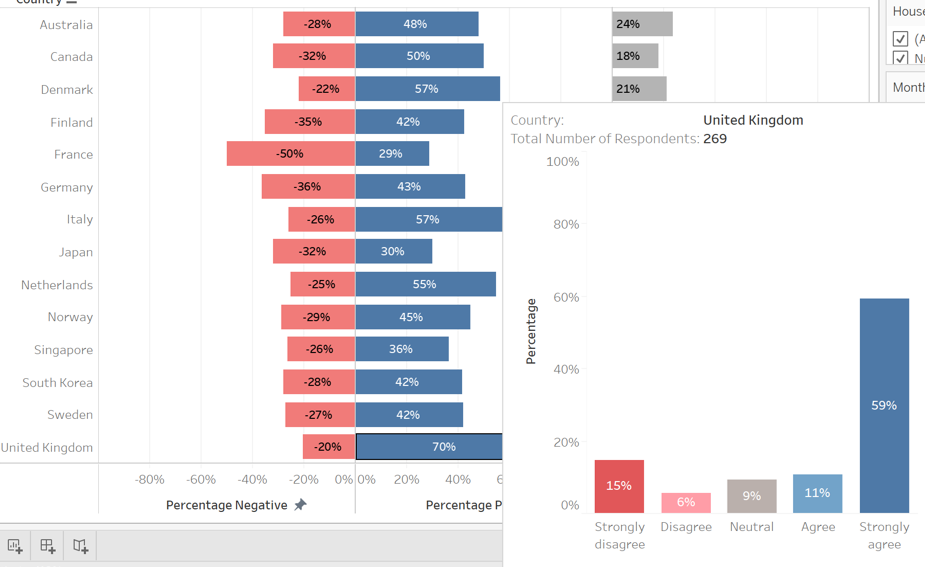 Country
House
Australia -28% 48% 24%
(A
Canada -32% 50% 18%
N
Denmark -22% 57% 21%
Month
Finland -35% 42%
France -50% 29%
Germany -36% 43%
Italy -26% 57%
Japan -32% 30%
Netherlands -25% 55%
Norway -29% 45%
Singapore -26% 36%
South Korea -28% 42%
Sweden -27% 42%
United Kingdom -20% 70%
-80% -60% -40% -20% 0% 0% 20% 40% 6
Percentage Negative Percentage P
Country: United Kingdom
Total Number of Respondents: 269
100%
80%
60%
40%
20%
0%
Percentage
15% 6% 9% 11% 59%
Strongly disagree
Disagree
Neutral
Agree
Strongly agree